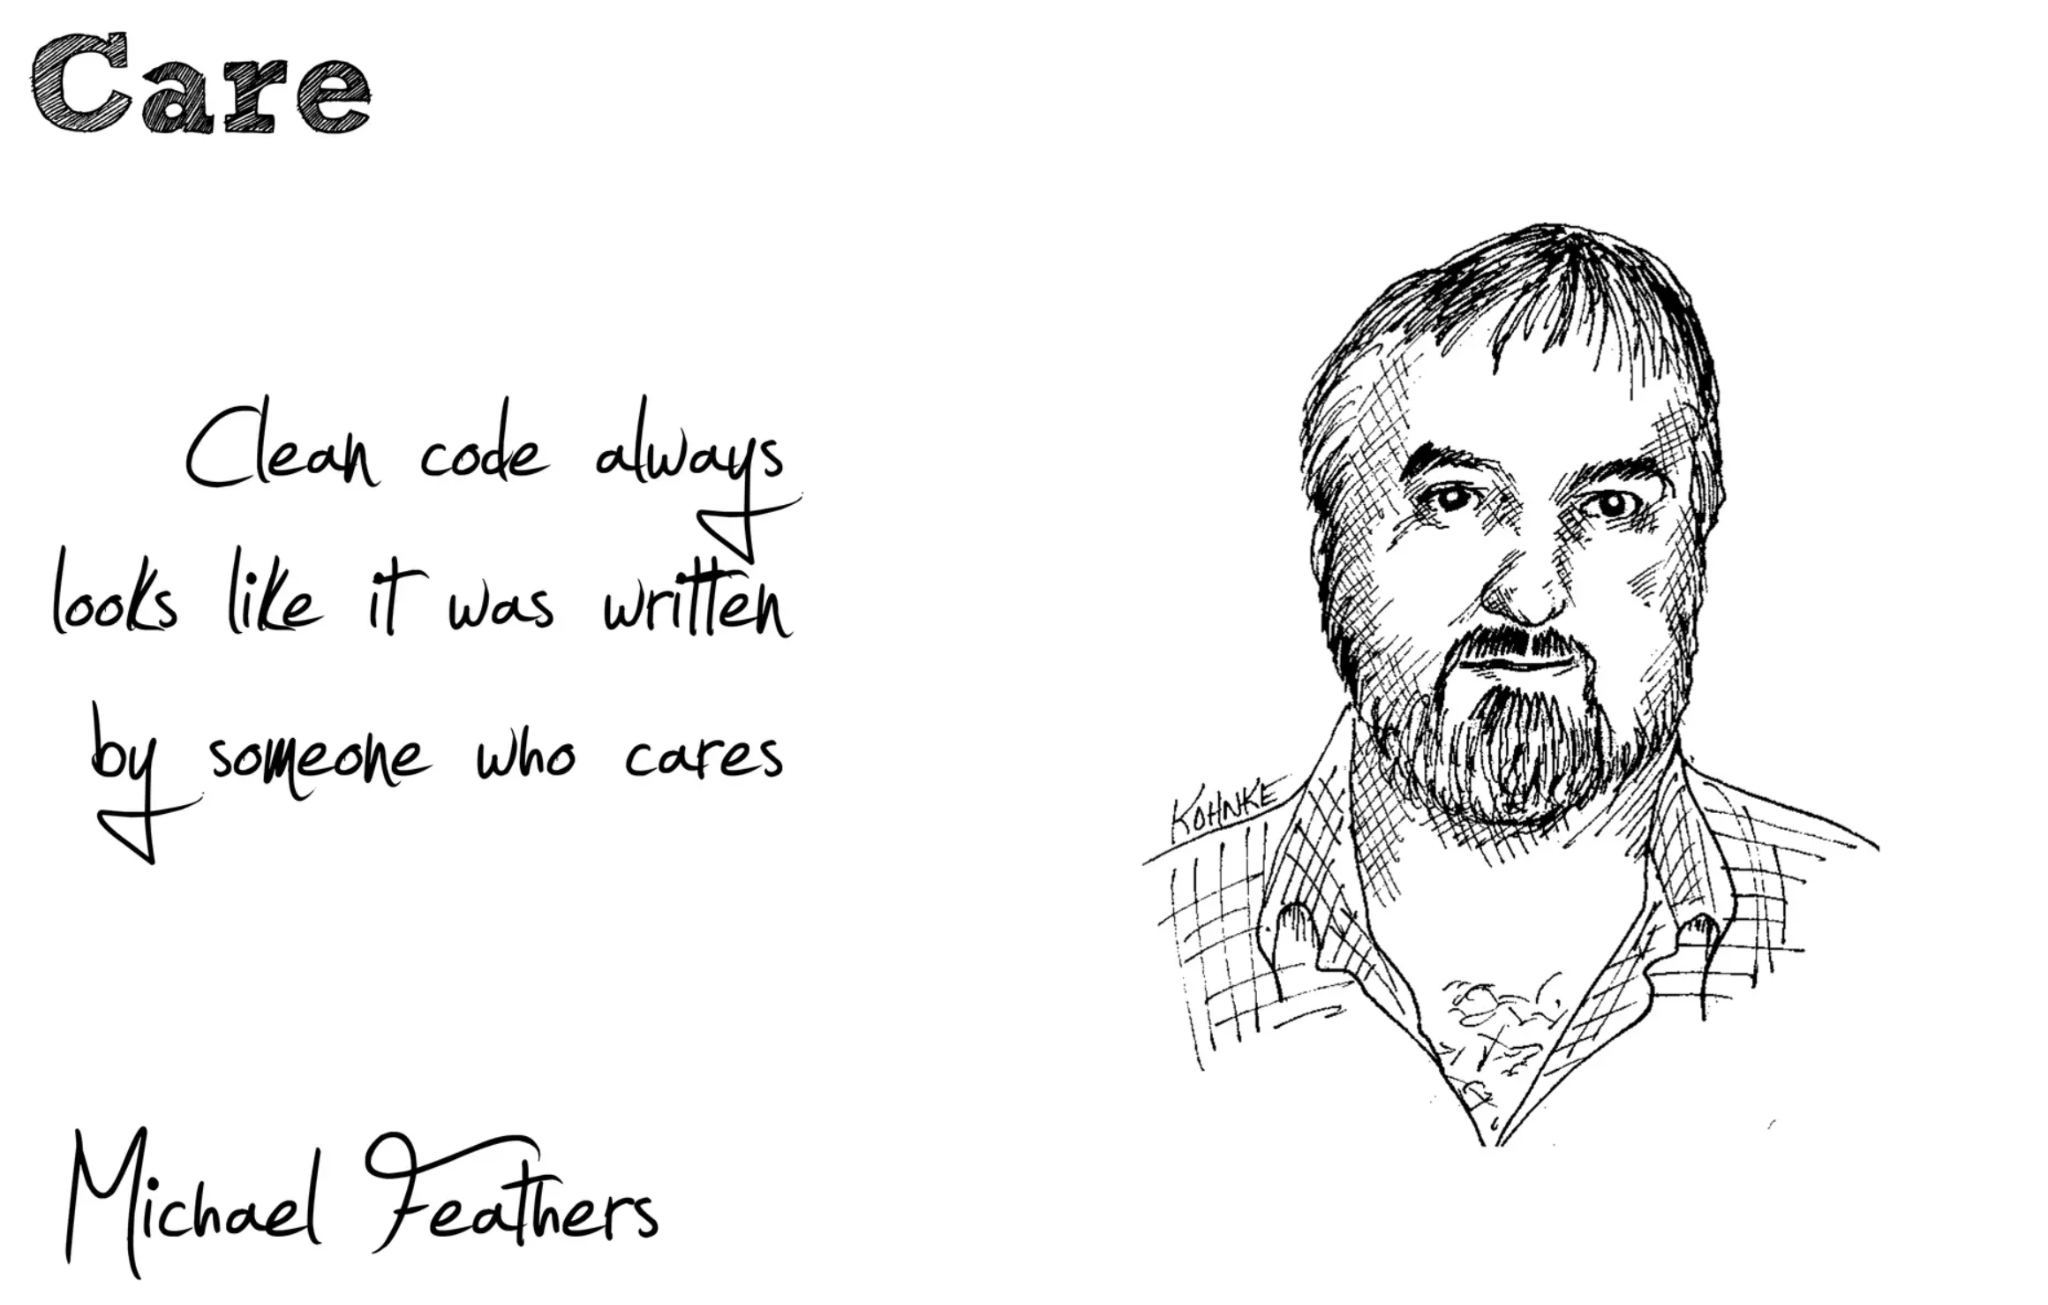 Care
Clean code always
looks like it was written
by someone who cares
KOHNKE
Michael Feathers